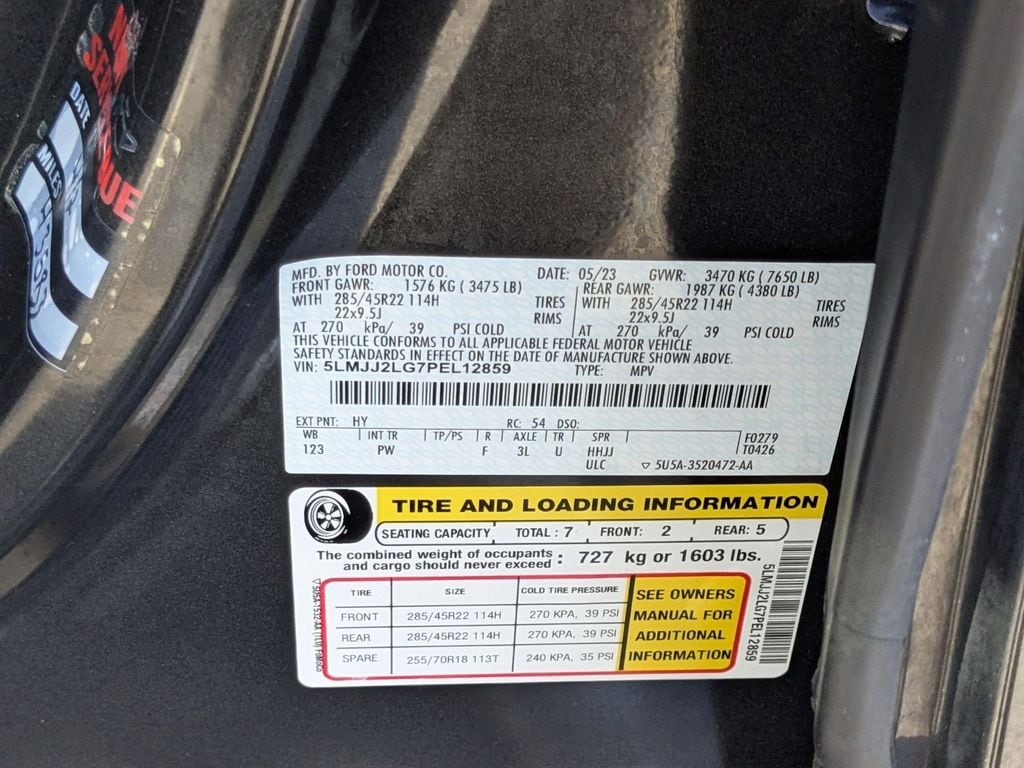 DATE
MILES
MFD. BY FORD MOTOR CO. DATE: 05/23 GVWR: 3470 KG ( 7650 LB)
FRONT GAWR: 1576 KG ( 3475 LB) REAR GAWR: 1987 KG ( 4380 LB)
WITH 285/45R22 114H TIRES WITH 285/45R22 114H TIRES
22x9.5J RIMS 22x9.5J RIMS
AT 270 kPa/ 39 PSI COLD AT 270 kPa/ 39 PSI COLD
THIS VEHICLE CONFORMS TO ALL APPLICABLE FEDERAL MOTOR VEHICLE
SAFETY STANDARDS IN EFFECT ON THE DATE OF MANUFACTURE SHOWN ABOVE.
VIN: 5LMJJ2LG7PEL12859 TYPE: MPV
EXT PNT: HY RC: 54 DSO:
WB INT TR TP/PS R AXLE TR SPR F0279
123 PW F 3L U HHJJ T0426
ULC ▽ 5U5A-3520472-AA
TIRE AND LOADING INFORMATION
SEATING CAPACITY TOTAL : 7 FRONT: 2 REAR: 5
The combined weight of occupants and cargo should never exceed : 727 kg or 1603 lbs.
TIRE SIZE COLD TIRE PRESSURE
FRONT 285/45R22 114H 270 KPA, 39 PSI
REAR 285/45R22 114H 270 KPA, 39 PSI
SPARE 255/70R18 113T 240 KPA, 35 PSI
SEE OWNERS
MANUAL FOR
ADDITIONAL
INFORMATION
5LMJJ2LG7PEL12859